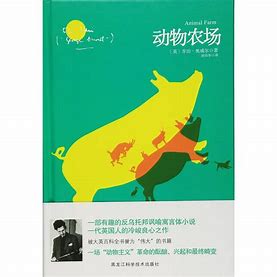 动物农场
Animal Farm
（英）乔治·奥威尔 著
一部有趣的反乌托邦讽喻寓言体小说
一代英国人的冷峻良心之作
被大英百科全书誉为“伟大”的书籍
一场“动物主义”革命的酝酿、兴起和最终畸变
黑龙江科学技术出版社